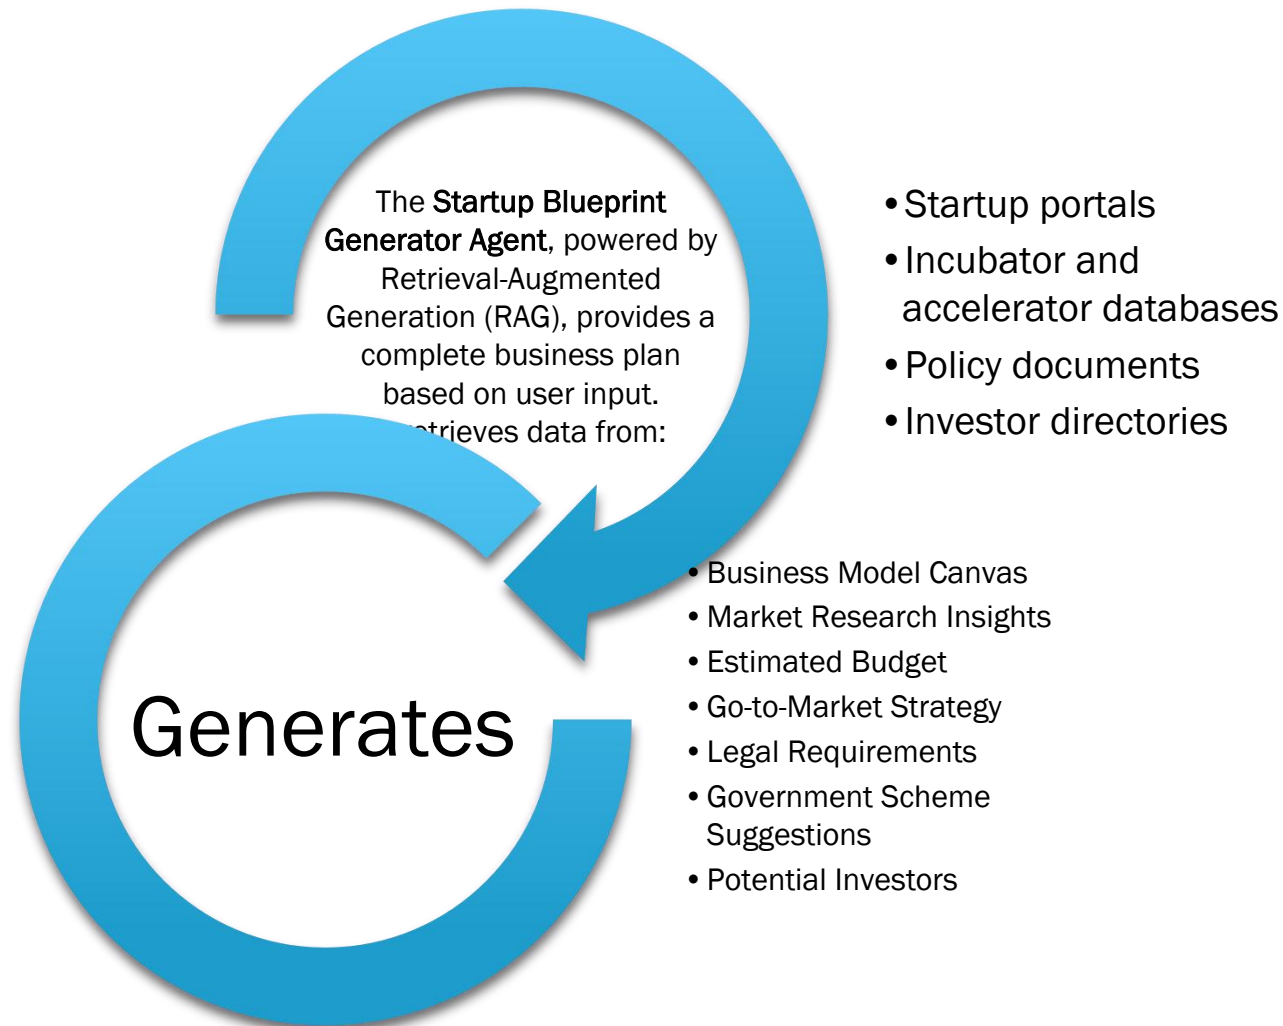 The Startup Blueprint
Generator Agent, powered by
Retrieval-Augmented
Generation (RAG), provides a
complete business plan
based on user input.
trieves data from:
• Startup portals
• Incubator and
accelerator databases
• Policy documents
• Investor directories
Generates
• Business Model Canvas
• Market Research Insights
• Estimated Budget
• Go-to-Market Strategy
• Legal Requirements
• Government Scheme
Suggestions
• Potential Investors